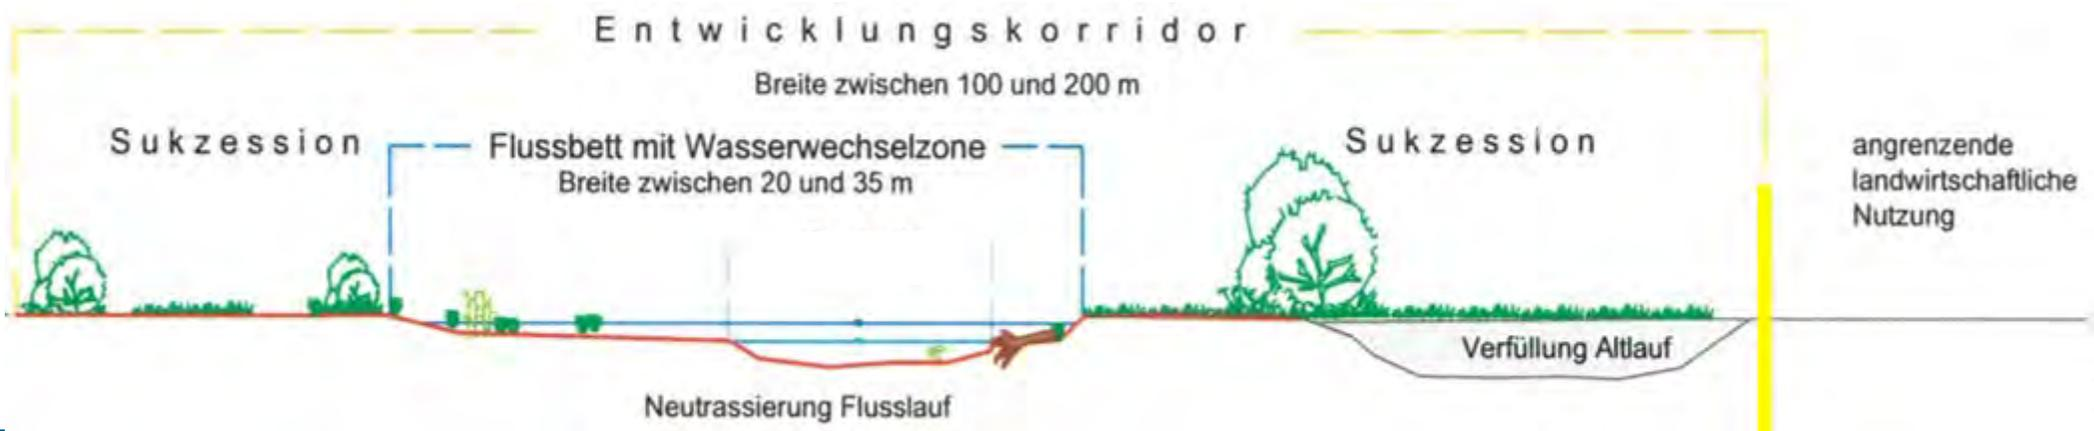 Entwicklungskorridor
Breite zwischen 100 und 200 m
Sukzession
Flussbett mit Wasserwechselzone
Breite zwischen 20 und 35 m
Sukzession
angrenzende
landwirtschaftliche
Nutzung
Verfüllung Altlauf
Neutrassierung Flusslauf